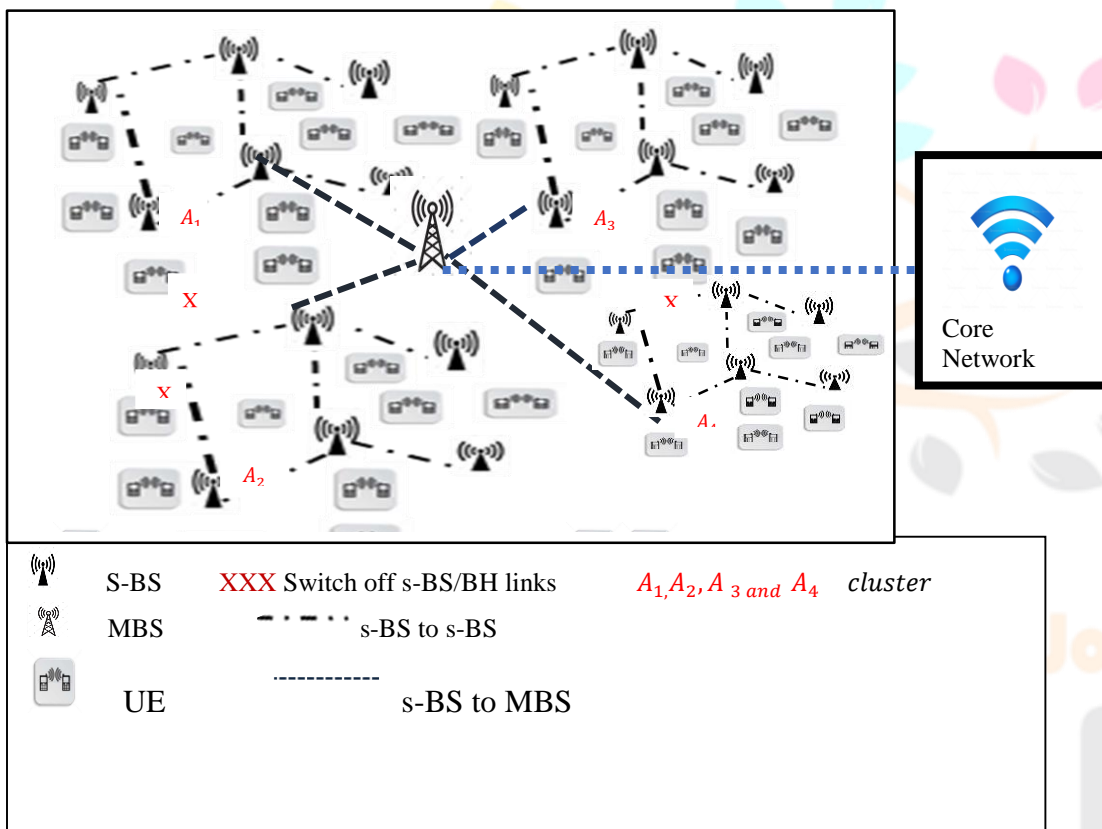 A₁
A₃
X
X
Core
Network
X
A₂
S-BS XXX Switch off s-BS/BH links A₁,A₂, A ₃ and A₄ cluster
MBS s-BS to s-BS
UE s-BS to MBS